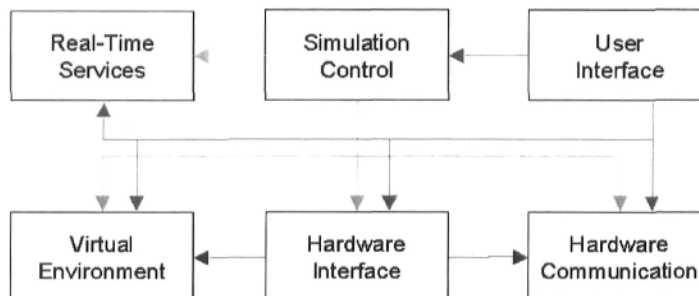 Real-Time
Services
Simulation
Control
User
Interface
Virtual
Environment
Hardware
Interface
Hardware
Communication